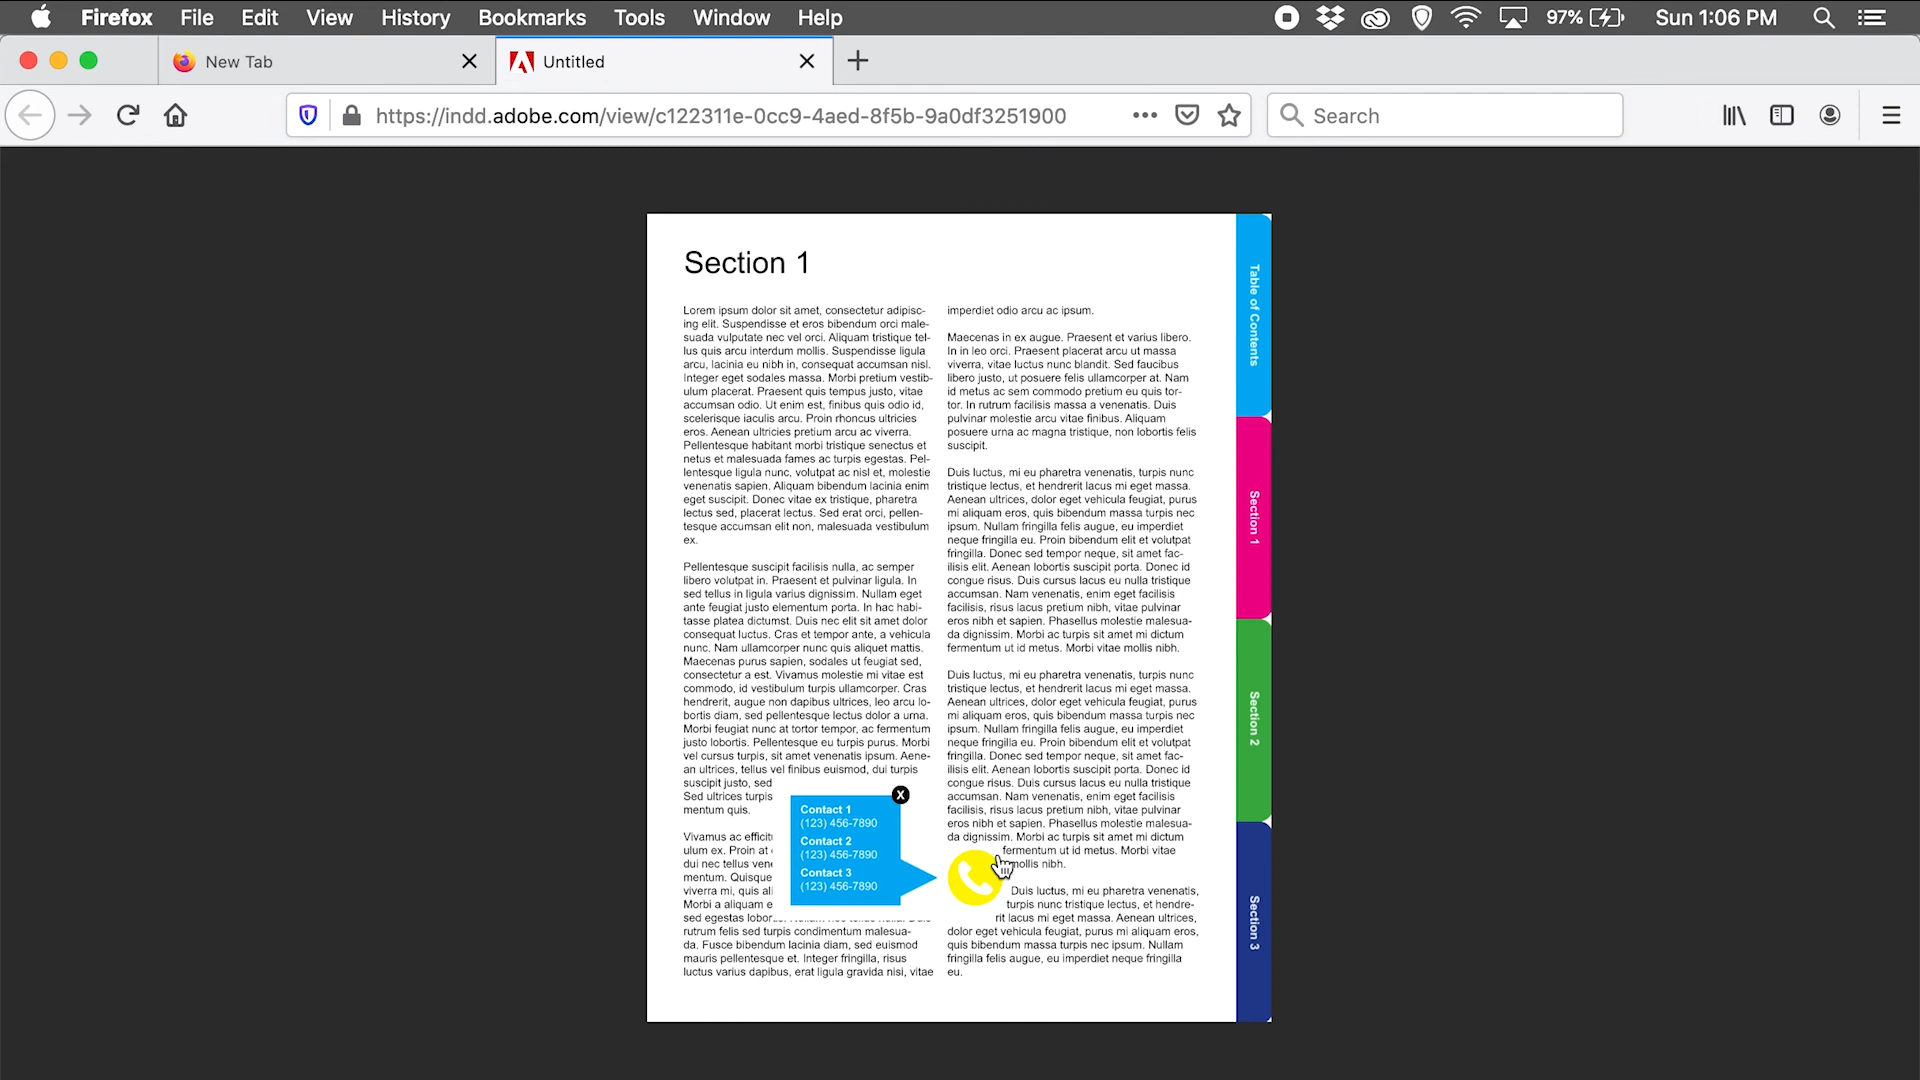 Firefox File Edit View History Bookmarks Tools Window Help 97% Sun 1:06 PM
New Tab
Untitled
https://indd.adobe.com/view/c122311e-0cc9-4aed-8f5b-9a0df3251900
Search
Section 1
Lorem ipsum dolor sit amet, consectetur adipisc-
ing elit. Suspendisse et eros bibendum orci male-
suada vulputate nec vel orci. Aliquam tristique tel-
lus quis arcu interdum mollis. Suspendisse ligula
arcu, lacinia eu nibh in, consequat accumsan nisl.
Integer eget sodales massa. Morbi pretium vestib-
ulum placerat. Praesent quis tempus justo, vitae
accumsan odio. Ut enim est, finibus quis odio id,
scelerisque iaculis arcu. Proin rhoncus ultricies
eros. Aenean ultricies pretium arcu ac viverra.
Pellentesque habitant morbi tristique senectus et
netus et malesuada fames ac turpis egestas. Pel-
lentesque ligula nunc, volutpat ac nisl et, molestie
venenatis sapien. Aliquam bibendum lacinia enim
eget suscipit. Donec vitae ex tristique, pharetra
lectus sed, placerat lectus. Sed erat orci, pellen-
tesque accumsan elit non, malesuada vestibulum
ex.
Pellentesque suscipit facilisis nulla, ac semper
libero volutpat in. Praesent et pulvinar ligula. In
sed tellus in ligula varius dignissim. Nullam eget
ante feugiat justo elementum porta. In hac habi-
tasse platea dictumst. Duis nec elit sit amet dolor
consequat luctus. Cras et tempor ante, a vehicula
nunc. Nam ullamcorper nunc quis aliquet mattis.
Maecenas purus sapien, sodales ut feugiat sed,
consectetur a est. Vivamus molestie mi vitae est
commodo, id vestibulum turpis ullamcorper. Cras
hendrerit, augue non dapibus ultrices, leo arcu lo-
bortis diam, sed pellentesque lectus dolor a urna.
Morbi feugiat nunc at tortor tempor, ac fermentum
justo lobortis. Pellentesque eu turpis purus. Morbi
vel cursus turpis, sit amet venenatis ipsum. Aene-
an ultrices, tellus vel finibus euismod, dui turpis
suscipit justo, sed
Sed ultrices turpis
mentum quis.
Vivamus ac
ulum ex. Proin at
dui nec tellus
mentum. Quisque
viverra mi, quis
Morbi a aliquam
sed egestas
rutrum felis sed turpis condimentum malesua-
da. Fusce bibendum lacinia diam, sed euismod
mauris pellentesque et. Integer fringilla, risus
luctus varius dapibus, erat ligula gravida nisi, vitae
X
Contact 1
(123) 456-7890
Contact 2
(123) 456-7890
Contact 3
(123) 456-7890
imperdiet odio arcu ac ipsum.
Maecenas in ex augue. Praesent et varius libero.
In in leo orci. Praesent placerat arcu ut massa
viverra, vitae luctus nunc blandit. Sed faucibus
libero justo, ut posuere felis ullamcorper at. Nam
id metus ac sem commodo pretium eu quis tor-
tor. In rutrum facilisis massa a venenatis. Duis
pulvinar molestie arcu vitae finibus. Aliquam
posuere urna ac magna tristique, non lobortis felis
suscipit.
Duis luctus, mi eu pharetra venenatis, turpis nunc
tristique lectus, et hendrerit lacus mi eget massa.
Aenean ultrices, dolor eget vehicula feugiat, purus
mi aliquam eros, quis bibendum massa turpis nec
ipsum. Nullam fringilla felis augue, eu imperdiet
neque fringilla eu. Proin bibendum elit et volutpat
fringilla. Donec sed tempor neque, sit amet fac-
ilisis elit. Aenean lobortis suscipit porta. Donec id
congue risus. Duis cursus lacus eu nulla tristique
accumsan. Nam venenatis, enim eget facilisis
facilisis, risus lacus pretium nibh, vitae pulvinar
eros nibh et sapien. Phasellus molestie malesua-
da dignissim. Morbi ac turpis sit amet mi dictum
fermentum ut id metus. Morbi vitae mollis nibh.
Duis luctus, mi eu pharetra venenatis, turpis nunc
tristique lectus, et hendrerit lacus mi eget massa.
Aenean ultrices, dolor eget vehicula feugiat, purus
mi aliquam eros, quis bibendum massa turpis nec
ipsum. Nullam fringilla felis augue, eu imperdiet
neque fringilla eu. Proin bibendum elit et volutpat
fringilla. Donec sed tempor neque, sit amet fac-
ilisis elit. Aenean lobortis suscipit porta. Donec id
congue risus. Duis cursus lacus eu nulla tristique
accumsan. Nam venenatis, enim eget facilisis
facilisis, risus lacus pretium nibh, vitae pulvinar
eros nibh et sapien. Phasellus molestie malesua-
da dignissim. Morbi ac turpis sit amet mi dictum
fermentum ut id metus. Morbi vitae
mollis nibh.
Duis luctus, mi eu pharetra venenatis,
turpis nunc tristique lectus, et hendre-
rit lacus mi eget massa. Aenean ultrices,
dolor eget vehicula feugiat, purus mi aliquam eros,
quis bibendum massa turpis nec ipsum. Nullam
fringilla felis augue, eu imperdiet neque fringilla
eu.
Table of Contents
Section 1
Section 2
Section 3